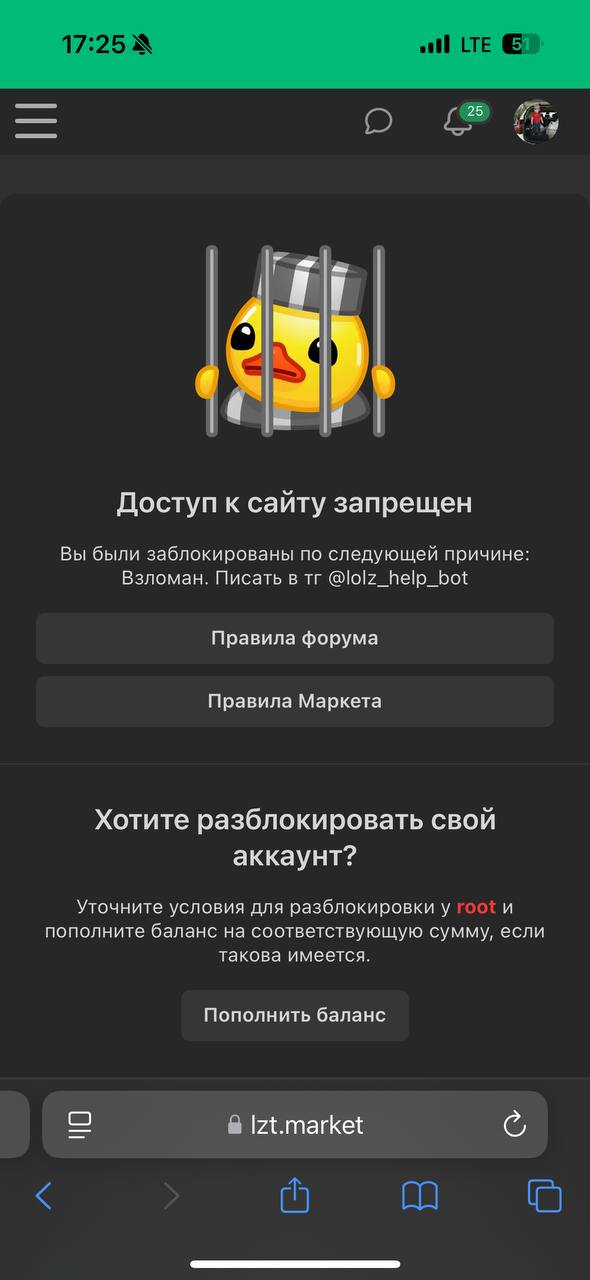 17:25
LTE
51
25
Доступ к сайту запрещен
Вы были заблокированы по следующей причине:
Взломан. Писать в тг @lolz_help_bot
Правила форума
Правила Маркета
Хотите разблокировать свой
аккаунт?
Уточните условия для разблокировки у root и
пополните баланс на соответствующую сумму, если
такова имеется.
Пополнить баланс
lzt.market